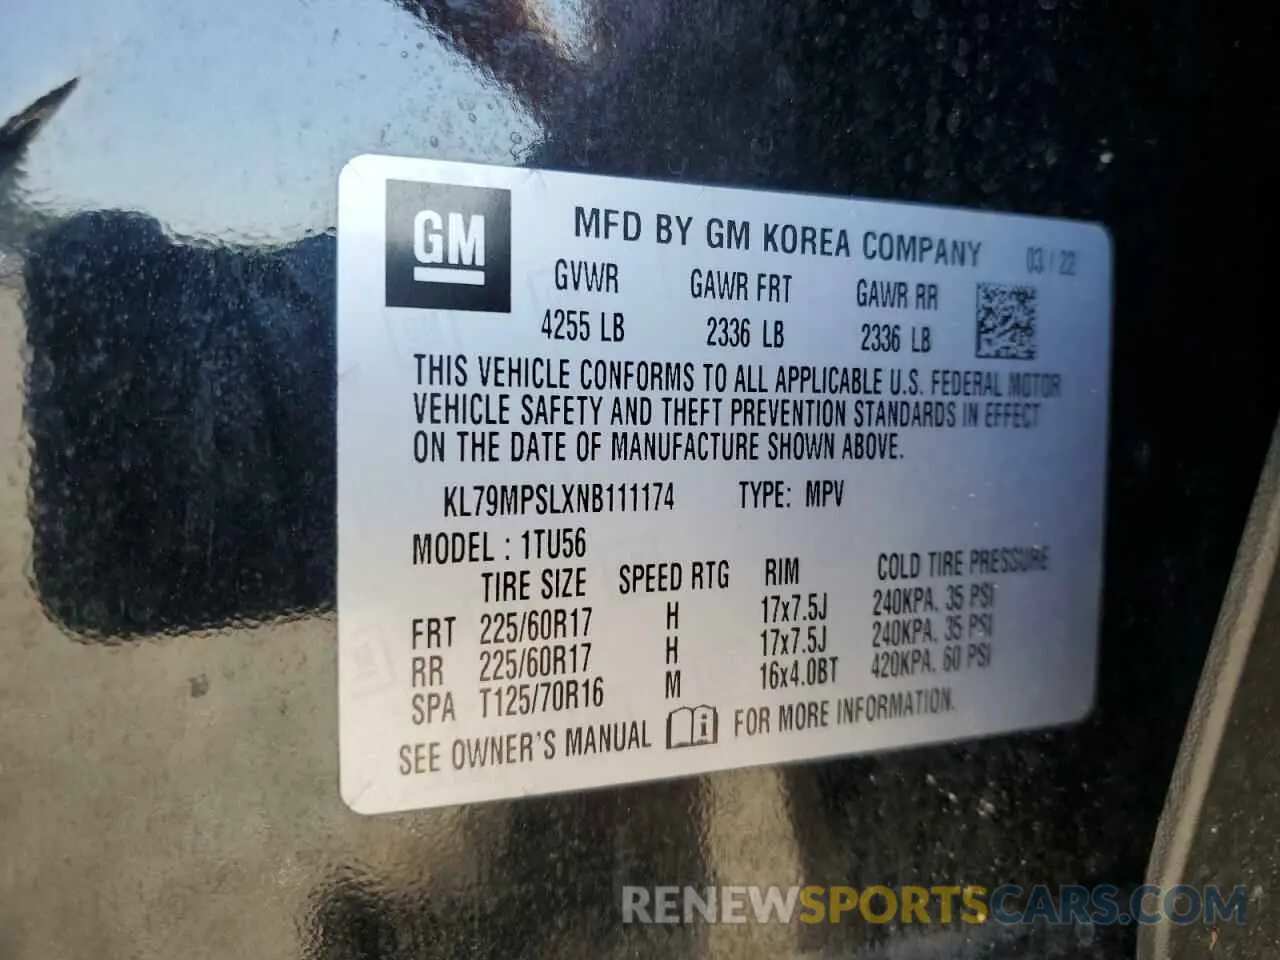 GM
MFD BY GM KOREA COMPANY 03 / 22
GVWR GAWR FRT GAWR RR
4255 LB 2336 LB 2336 LB
THIS VEHICLE CONFORMS TO ALL APPLICABLE U.S. FEDERAL MOTOR
VEHICLE SAFETY AND THEFT PREVENTION STANDARDS IN EFFECT
ON THE DATE OF MANUFACTURE SHOWN ABOVE.
KL79MPSLXNB111174 TYPE: MPV
MODEL : 1TU56
TIRE SIZE SPEED RTG RIM COLD TIRE PRESSURE
FRT 225/60R17 H 17x7.5J 240KPA. 35 PSI
RR 225/60R17 H 17x7.5J 240KPA. 35 PSI
SPA T125/70R16 M 16x4.0BT 420KPA. 60 PSI
SEE OWNER'S MANUAL i FOR MORE INFORMATION.
RENEWSPORTSCARS.COM